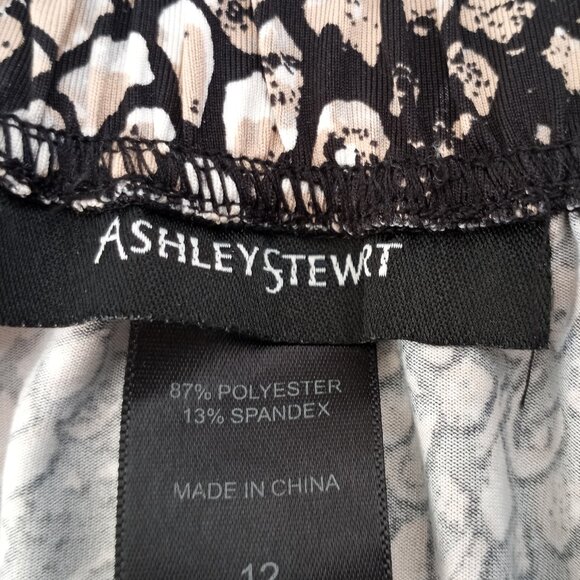 ASHLEYSTEWART
87% POLYESTER
13% SPANDEX
MADE IN CHINA
12